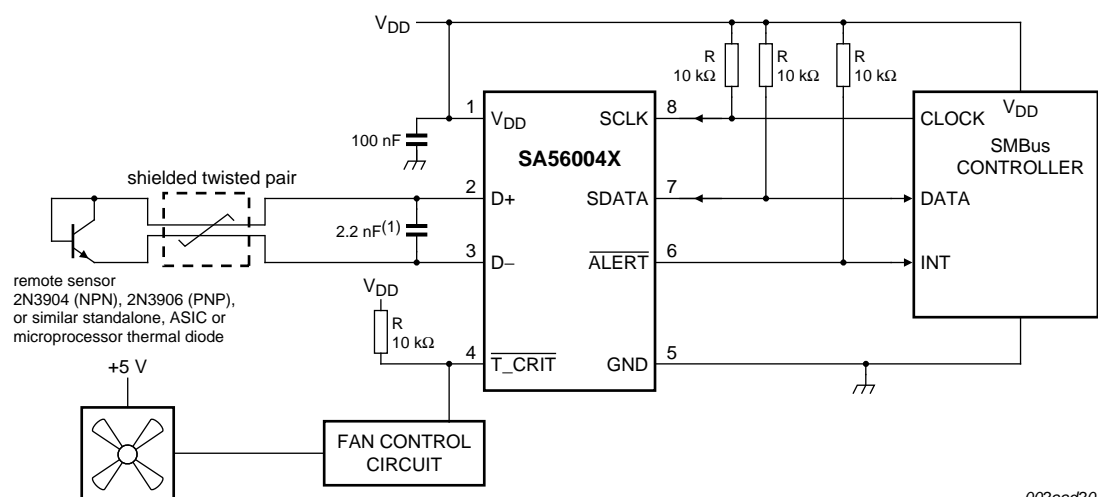 VDD
R
10 kΩ
R
10 kΩ
R
10 kΩ
1
VDD
SCLK
8
CLOCK
VDD
SMBus
CONTROLLER
100 nF
SA56004X
shielded twisted pair
2
D+
SDATA
7
DATA
2.2 nF(1)
3
D−
ALERT
6
INT
remote sensor
2N3904 (NPN), 2N3906 (PNP),
or similar standalone, ASIC or
microprocessor thermal diode
VDD
R
10 kΩ
4
T_CRIT
GND
5
+5 V
FAN CONTROL
CIRCUIT